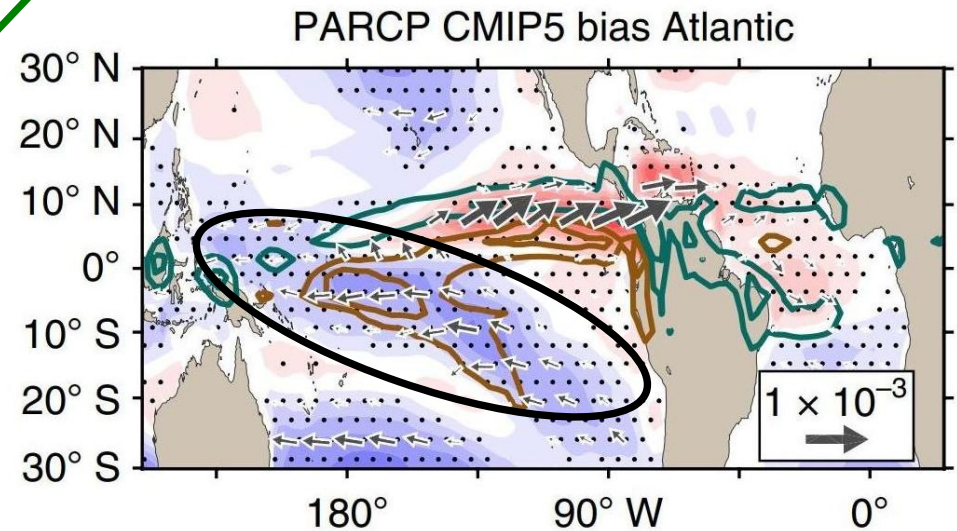 PARCP CMIP5 bias Atlantic
30° N
20° N
10° N
0°
10° S
20° S
30° S
1 × 10⁻³
180° 90° W 0°